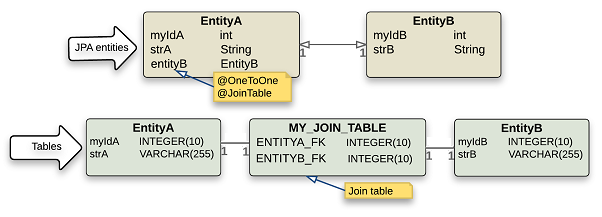 EntityA
myIdA int
strA String
entityB EntityB
1
1
EntityB
myIdB int
strB String
JPA entities
@OneToOne
@JoinTable
Tables
EntityA
myIdA INTEGER(10)
strA VARCHAR(255)
1
1
MY_JOIN_TABLE
ENTITYA_FK INTEGER(10)
ENTITYB_FK INTEGER(10)
1
1
EntityB
myIdB INTEGER(10)
strB VARCHAR(255)
Join table